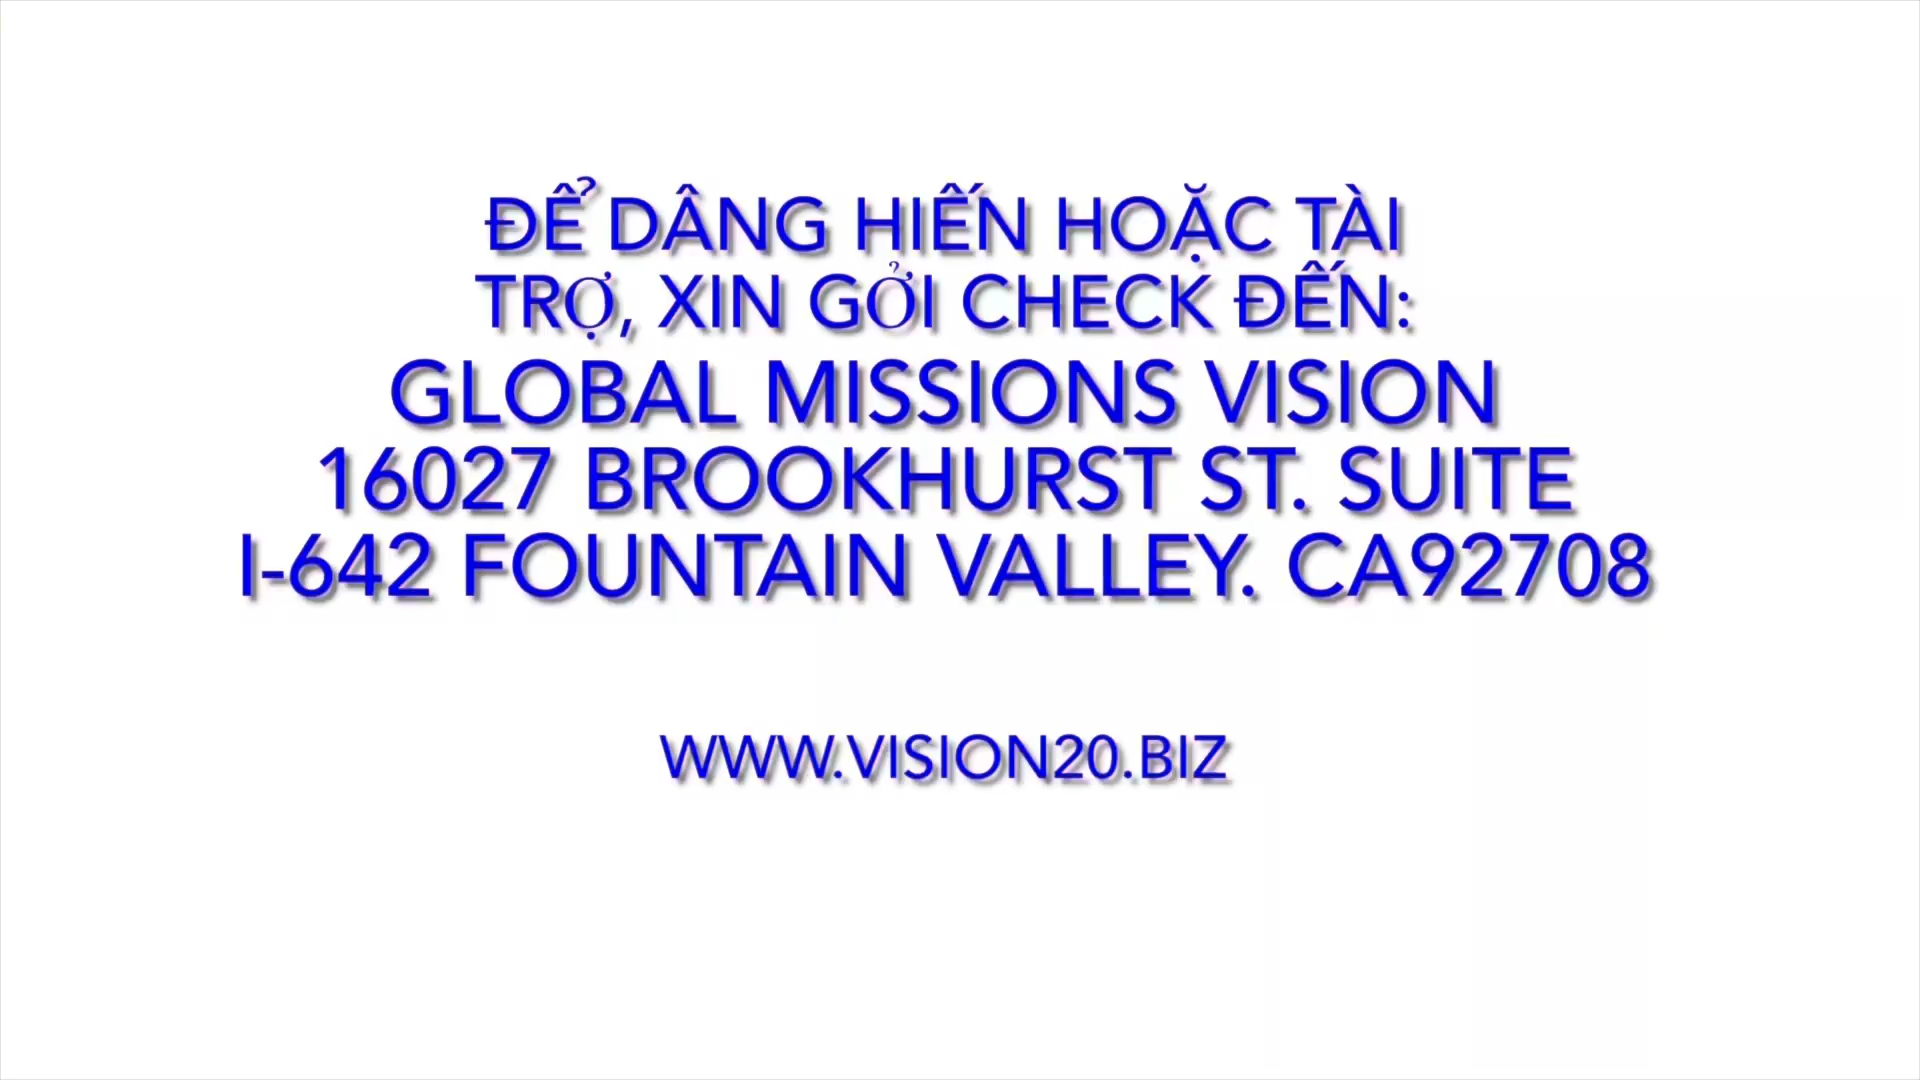 ĐỂ DÂNG HIẾN HOẶC TÀI
TRỢ, XIN GỞI CHECK ĐẾN:
GLOBAL MISSIONS VISION
16027 BROOKHURST ST. SUITE
I-642 FOUNTAIN VALLEY. CA92708
WWW.VISION20.BIZ